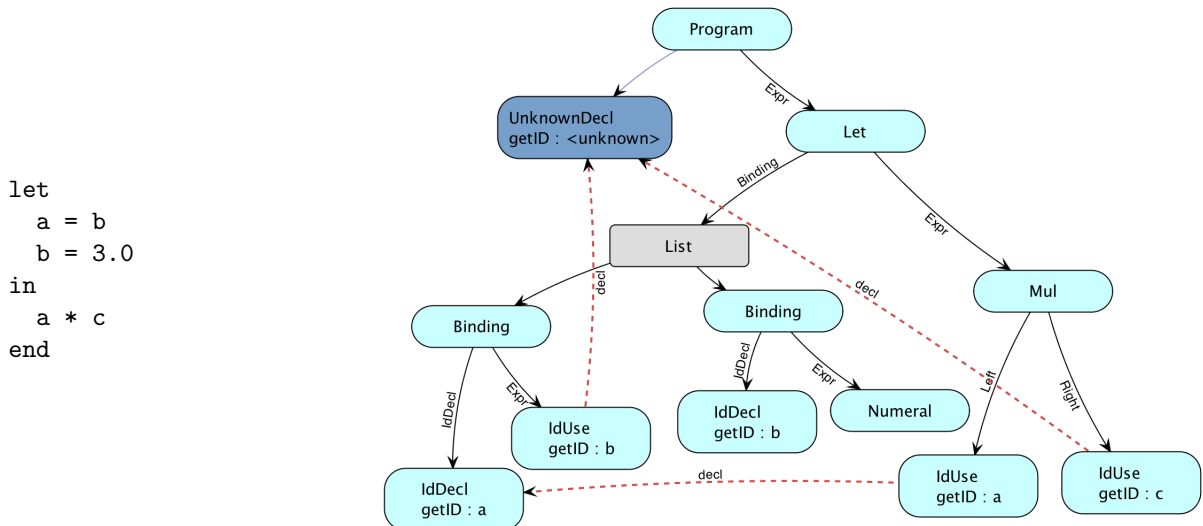 let
a = b
b = 3.0
in
a * c
end
Program
Expr
UnknownDecl
getID : <unknown>
Let
Binding
Expr
List
decl
decl
Mul
Binding
Binding
IdDecl
Expr
IdDecl
Expr
Left
Right
IdUse
getID : b
IdDecl
getID : b
Numeral
IdDecl
getID : a
decl
IdUse
getID : a
IdUse
getID : c